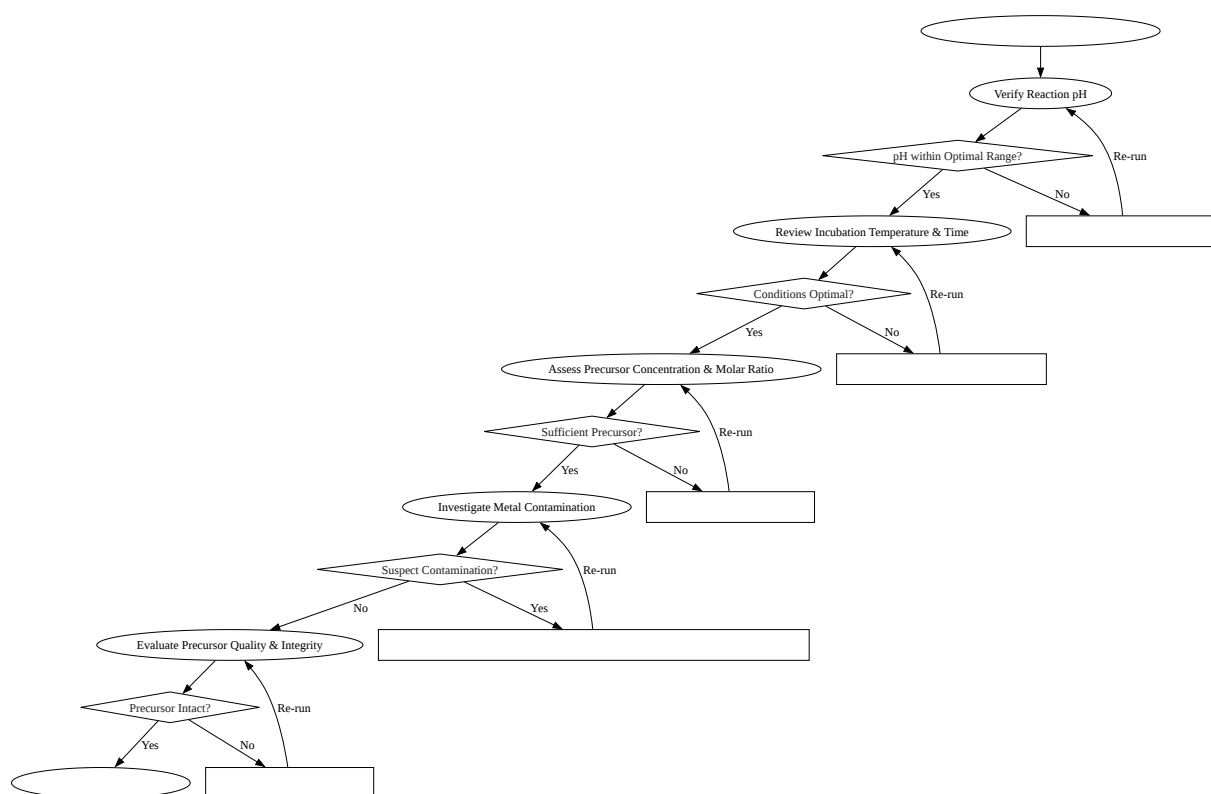 Verify Reaction pH
pH within Optimal Range?
Re-run
Yes
No
Review Incubation Temperature & Time
Conditions Optimal?
Re-run
Yes
No
Assess Precursor Concentration & Molar Ratio
Sufficient Precursor?
Re-run
Yes
No
Investigate Metal Contamination
Suspect Contamination?
Re-run
No
Yes
Evaluate Precursor Quality & Integrity
Precursor Intact?
Re-run
Yes
No